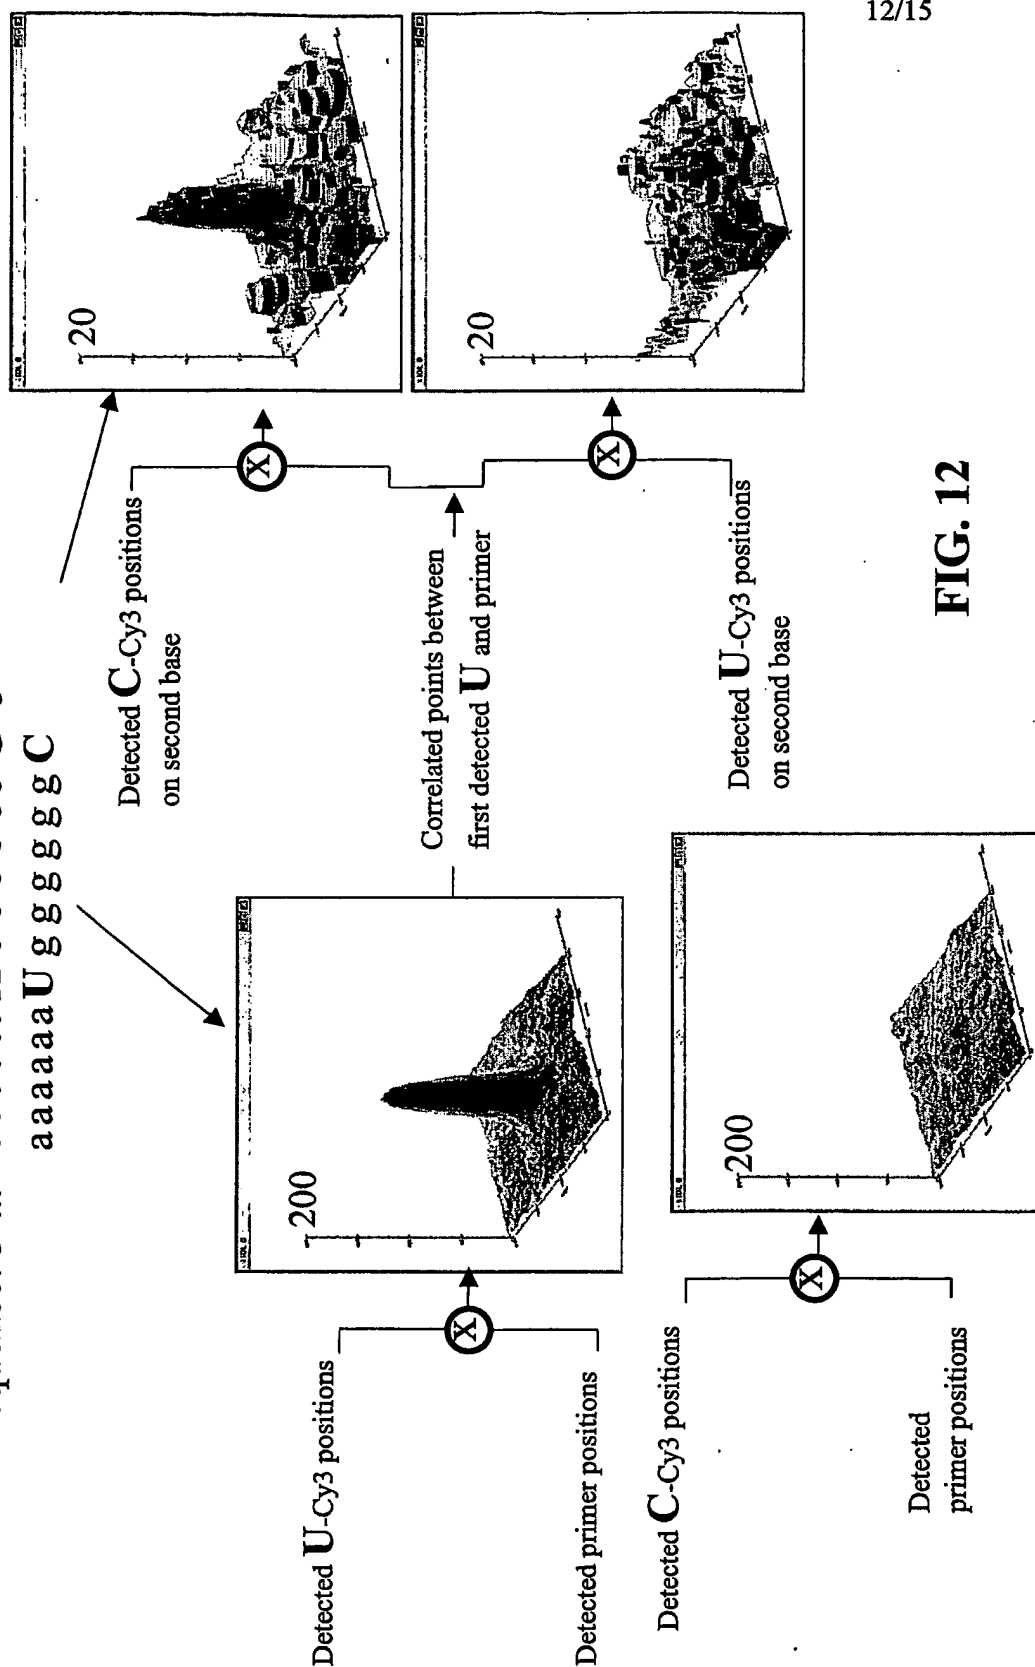 12/15
aaaaaaUggggggC
Detected U-Cy3 positions
Detected primer positions
200
Detected C-Cy3 positions
Detected
primer positions
200
Correlated points between
first detected U and primer
Detected C-Cy3 positions
on second base
Detected U-Cy3 positions
on second base
X
X
X
X
20
20
FIG. 12